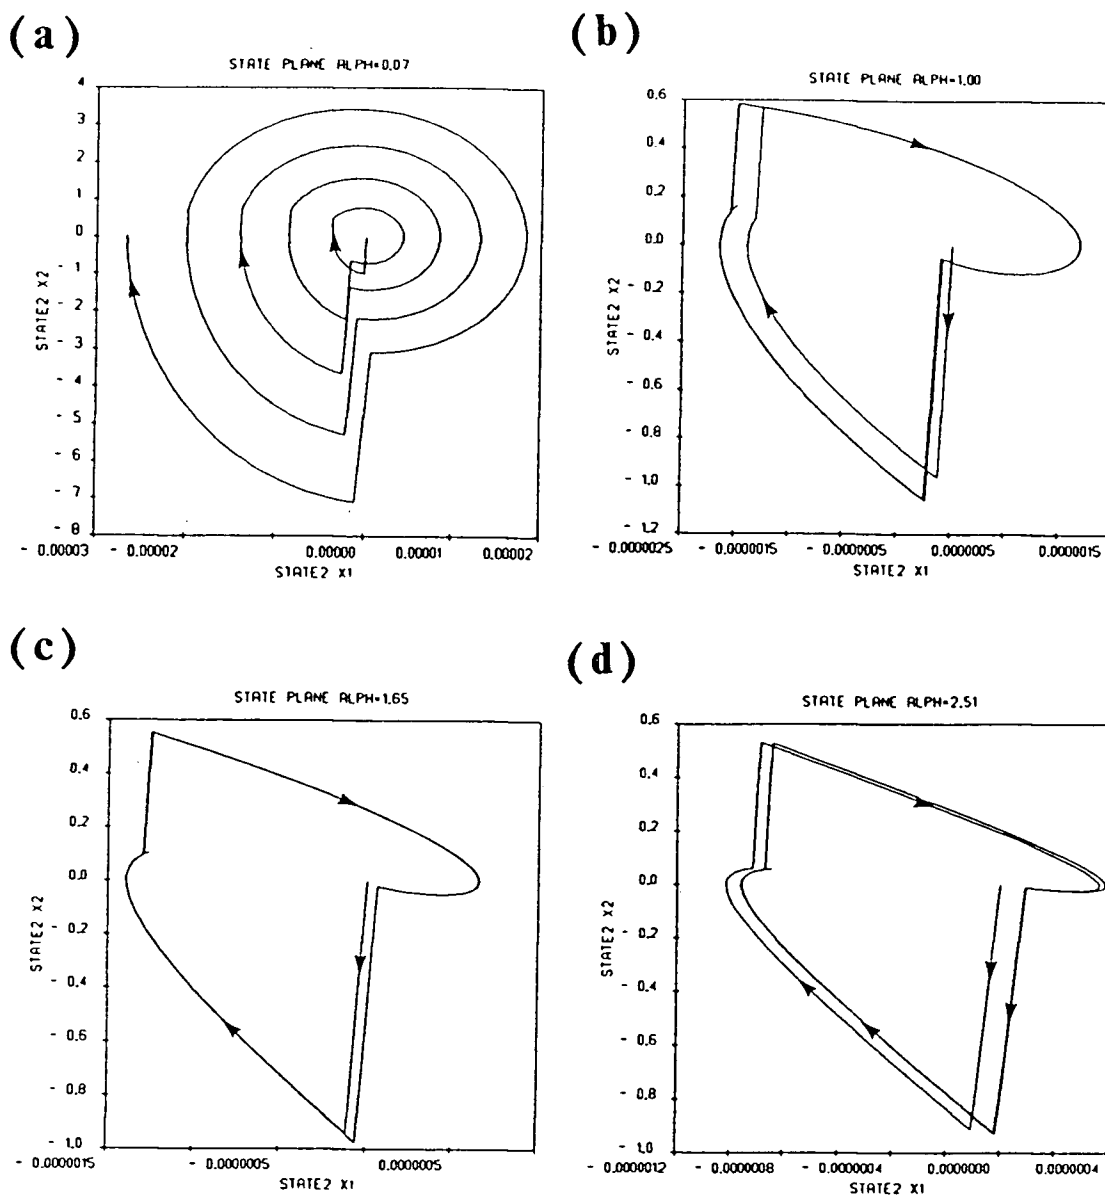 (a)
STATE PLANE ALPH=0.07
4
3
2
1
0
- 1
- 2
- 3
- 4
- 5
- 6
- 7
- 8
STATE2 X2
- 0.00003 - 0.00002 0.00000 0.00001 0.00002
STATE2 X1
(b)
STATE PLANE ALPH=1.00
0.6
0.4
0.2
0.0
- 0.2
- 0.4
- 0.6
- 0.8
- 1.0
- 1.2
STATE2 X2
- 0.0000025 - 0.0000015 - 0.0000005 0.0000005 0.0000015
STATE2 X1
(c)
STATE PLANE ALPH=1.65
0.6
0.4
0.2
0.0
- 0.2
- 0.4
- 0.6
- 0.8
- 1.0
STATE2 X2
- 0.0000015 - 0.0000005 0.0000005
STATE2 X1
(d)
STATE PLANE ALPH=2.51
0.6
0.4
0.2
0.0
- 0.2
- 0.4
- 0.6
- 0.8
- 1.0
STATE2 X2
- 0.0000012 - 0.0000008 - 0.0000004 0.0000000 0.0000004
STATE2 X1